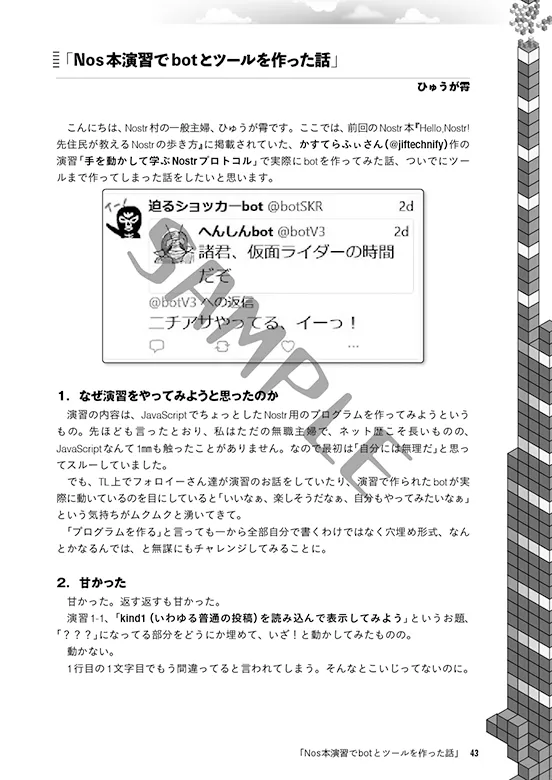 「Nos本演習でbotとツールを作った話」
ひゅうが霄
こんにちは、Nostr村の一般主婦、ひゅうが霄です。ここでは、前回のNostr本『Hello,Nostr!
先住民が教えるNostrの歩き方』に掲載されていた、かすてらふぃさん(@jiftechnify)作の
演習「手を動かして学ぶNostrプロトコル」で実際にbotを作ってみた話、ついでにツー
ルまで作ってしまった話をしたいと思います。
イー!
迫るショッカーbot @botSKR 2d
へんしんbot @botV3 2d
諸君、仮面ライダーの時間
だぞ
@botV3 への返信
ニチアサやってる、イーっ！
SAMPLE
1．なぜ演習をやってみようと思ったのか
演習の内容は、JavaScriptでちょっとしたNostr用のプログラムを作ってみようという
もの。先ほども言ったとおり、私はただの無職主婦で、ネット歴こそ長いものの、
JavaScriptなんて1㎜も触ったことがありません。なので最初は「自分には無理だ」と思っ
てスルーしていました。
でも、TL上でフォロイーさん達が演習のお話をしていたり、演習で作られたbotが実
際に動いているのを目にしていると「いいなぁ、楽しそうだなぁ、自分もやってみたいなぁ」
という気持ちがムクムクと湧いてきて。
「プログラムを作る」と言っても一から全部自分で書くわけではなく穴埋め形式、なん
とかなるんでは、と無謀にもチャレンジしてみることに。
2．甘かった
甘かった。返す返すも甘かった。
演習1-1、「kind1（いわゆる普通の投稿）を読み込んで表示してみよう」というお題、
「？？？」になってる部分をどうにか埋めて、いざ！と動かしてみたものの。
動かない。
1行目の1文字目でもう間違ってると言われてしまう。そんなとこいじってないのに。
「Nos本演習でbotとツールを作った話」 43